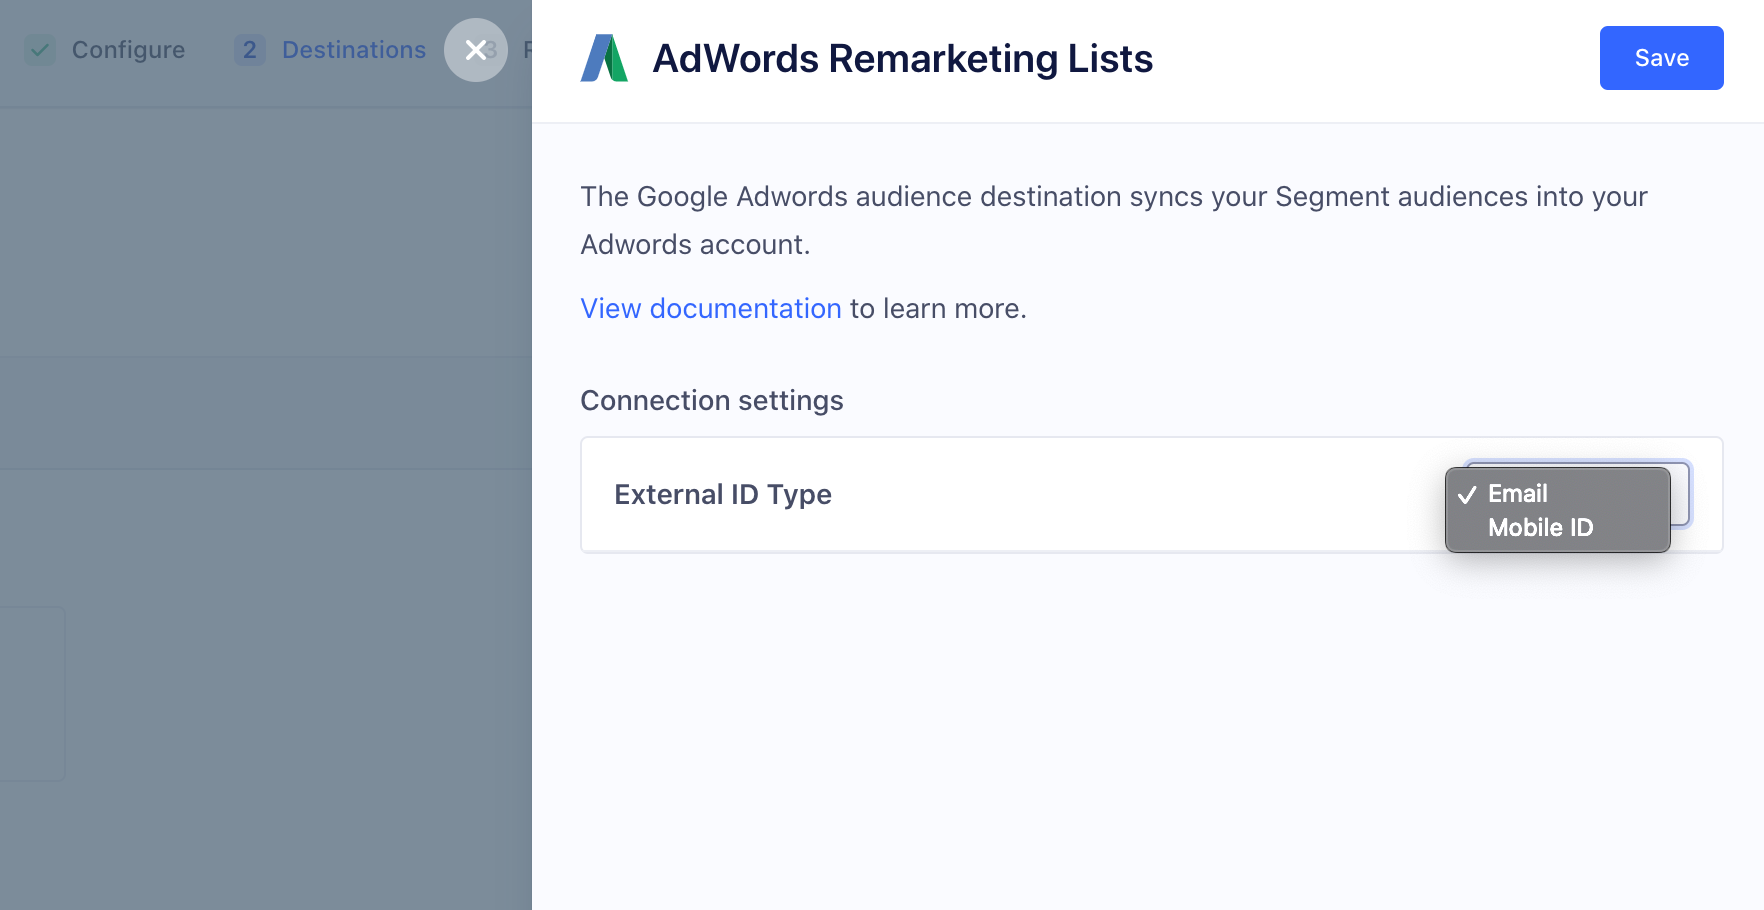 Configure
2 Destinations
3
AdWords Remarketing Lists
Save
The Google Adwords audience destination syncs your Segment audiences into your
Adwords account.
View documentation to learn more.
Connection settings
External ID Type
Email
Mobile ID